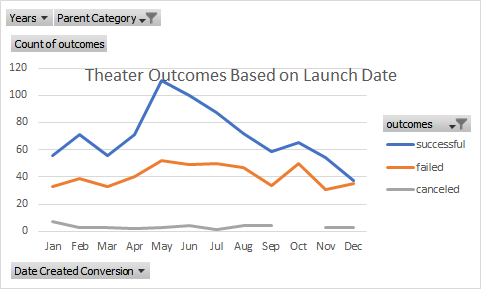 Years Parent Category
Count of outcomes
Theater Outcomes Based on Launch Date
120
100
80
60
40
20
0
Jan Feb Mar Apr May Jun Jul Aug Sep Oct Nov Dec
outcomes
successful
failed
canceled
Date Created Conversion